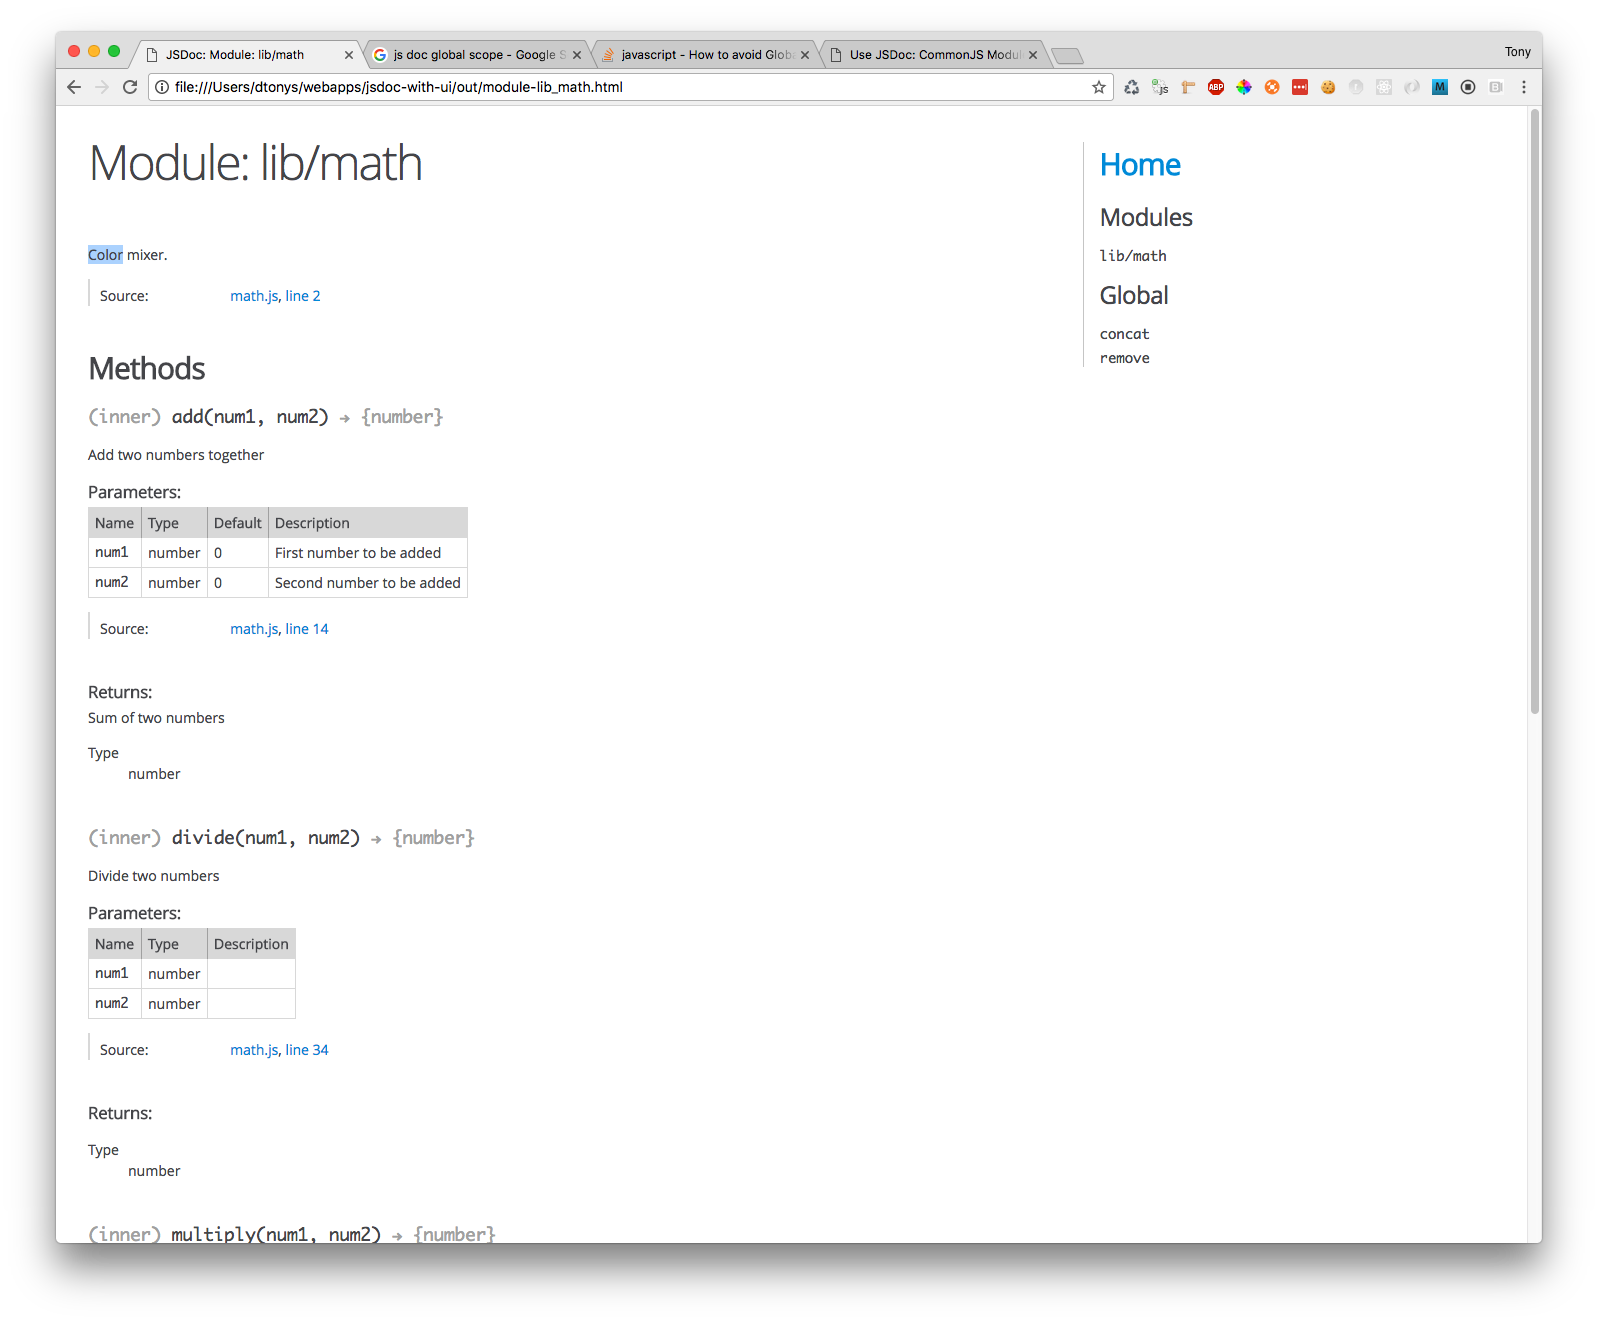 JSDoc: Module: lib/math
js doc global scope - Google S
javascript - How to avoid Globa
Use JSDoc: CommonJS Modul
Tony
file:///Users/dtonys/webapps/jsdoc-with-ui/out/module-lib_math.html
js
ABP
M
Module: lib/math
Color mixer.
Source: math.js, line 2
Methods
(inner) add(num1, num2) → {number}
Add two numbers together
Parameters:
Name Type Default Description
num1 number 0 First number to be added
num2 number 0 Second number to be added
Source: math.js, line 14
Returns:
Sum of two numbers
Type
number
(inner) divide(num1, num2) → {number}
Divide two numbers
Parameters:
Name Type Description
num1 number
num2 number
Source: math.js, line 34
Returns:
Type
number
(inner) multiply(num1, num2) → {number}
Home
Modules
lib/math
Global
concat
remove